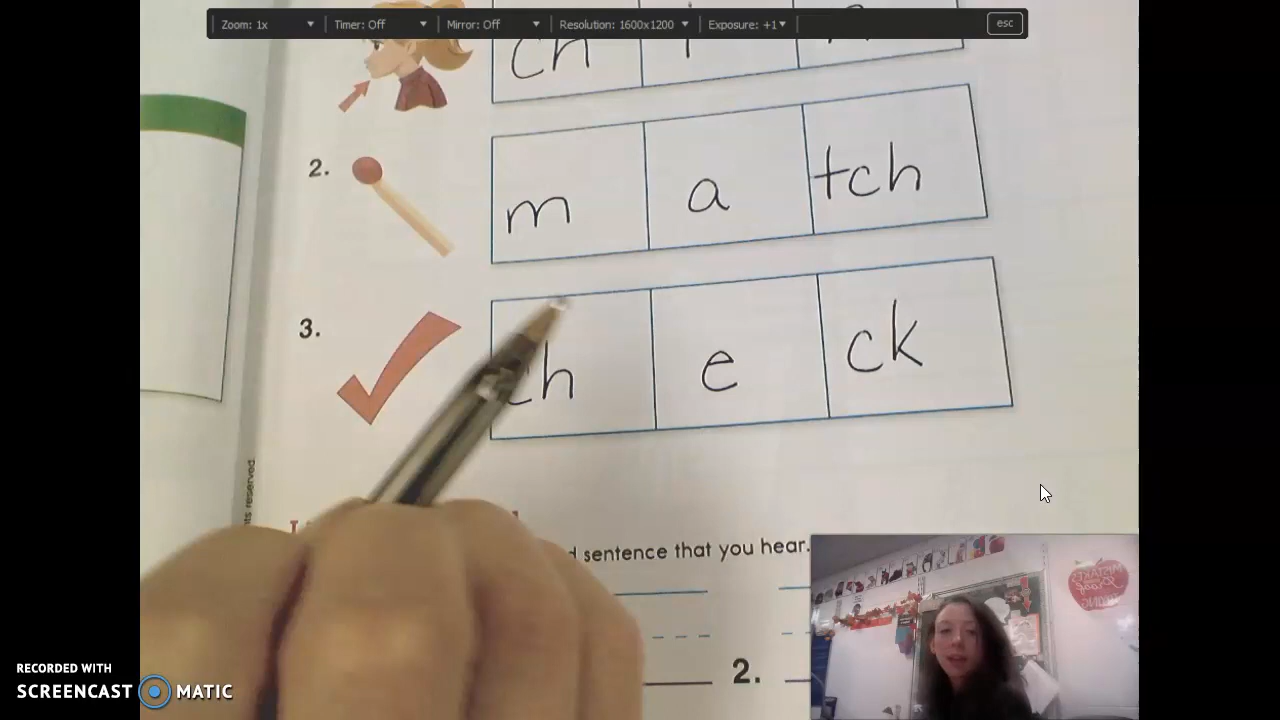 Zoom: 1x Timer: Off Mirror: Off Resolution: 1600x1200 Exposure: +1 esc
ch i
2. m a tch
3. ch e ck
sentence that you hear.
2.
RECORDED WITH
SCREENCAST MATIC